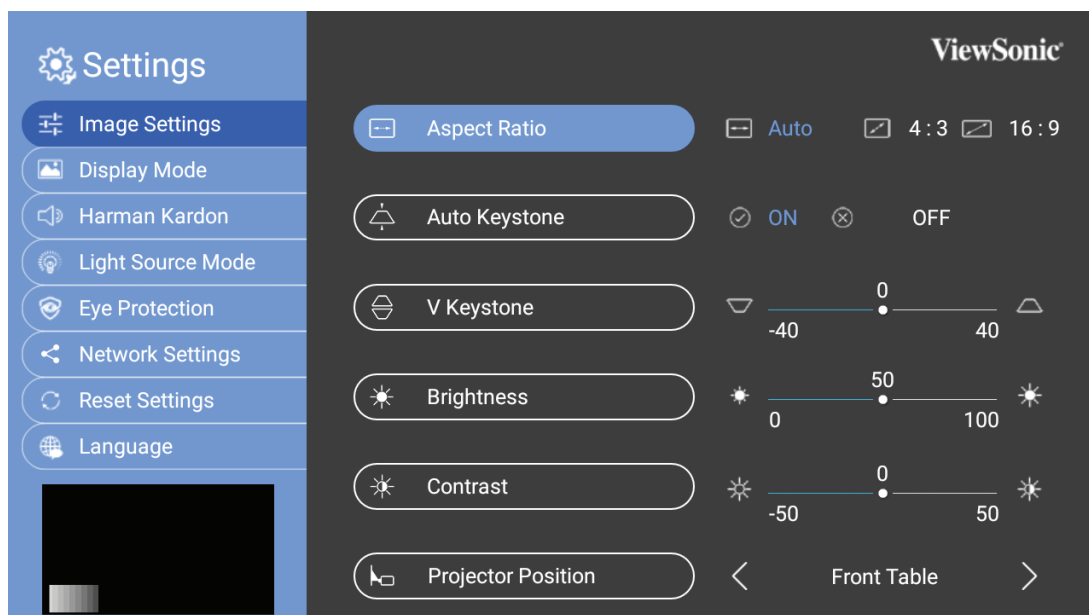 Settings
ViewSonic®
Image Settings
Display Mode
Harman Kardon
Light Source Mode
Eye Protection
Network Settings
Reset Settings
Language
Aspect Ratio Auto 4 : 3 16 : 9
Auto Keystone ON OFF
V Keystone 0
-40 40
Brightness 50
0 100
Contrast 0
-50 50
Projector Position Front Table